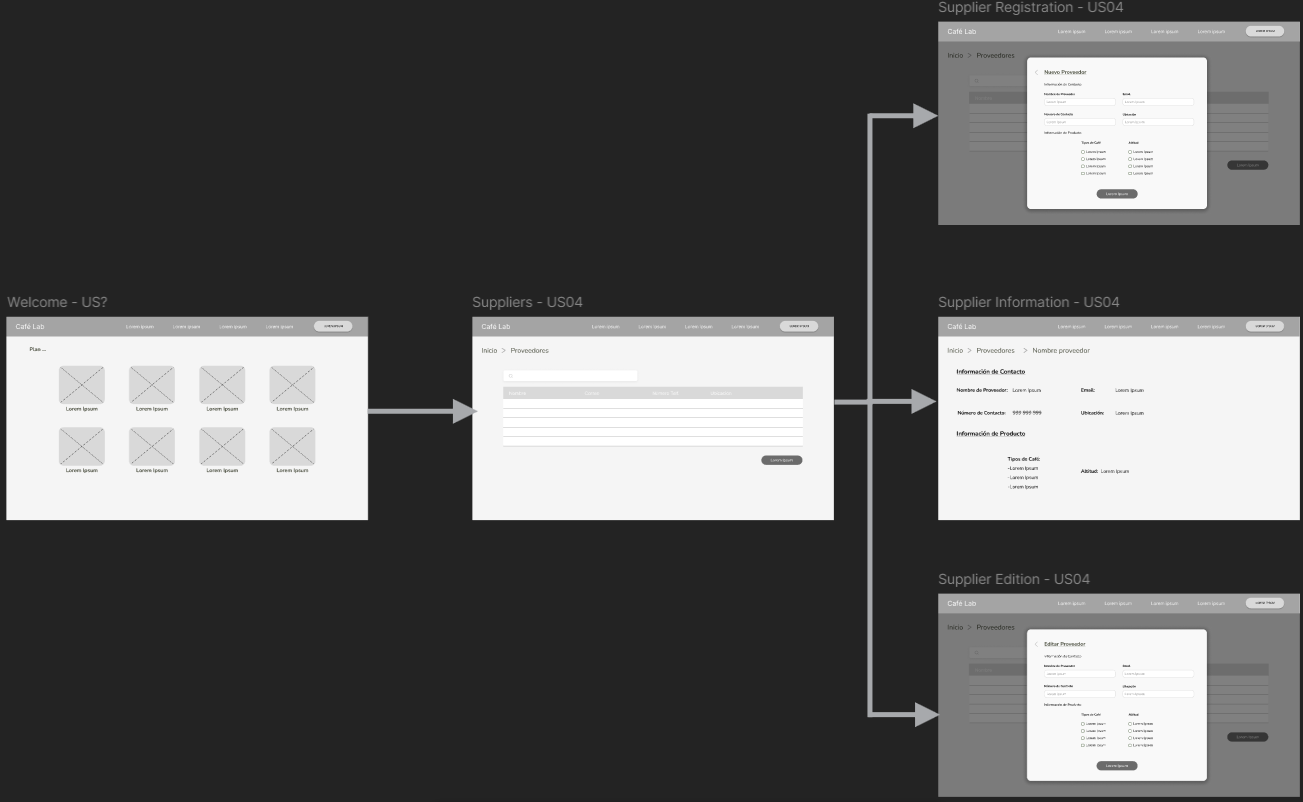 Supplier Registration - US04
Café Lab
Lorem Ipsum
Lorem Ipsum
Lorem Ipsum
Lorem Ipsum
Inicio > Proveedores
Nuevo Proveedor
Información de Contacto
Nombre de Proveedor
Email
Lorem Ipsum
Lorem Ipsum
Número de Contacto
Ubicación
Lorem Ipsum
Lorem Ipsum
Información de Producto
Tipos de Café
Altitud
Lorem Ipsum
Lorem Ipsum
Lorem Ipsum
Lorem Ipsum
Lorem Ipsum
Lorem Ipsum
Lorem Ipsum
Lorem Ipsum
Lorem Ipsum
Lorem Ipsum
Welcome - US?
Café Lab
Lorem Ipsum
Lorem Ipsum
Lorem Ipsum
Lorem Ipsum
Plan ...
Lorem Ipsum
Lorem Ipsum
Lorem Ipsum
Lorem Ipsum
Lorem Ipsum
Lorem Ipsum
Lorem Ipsum
Lorem Ipsum
Suppliers - US04
Café Lab
Lorem Ipsum
Lorem Ipsum
Lorem Ipsum
Lorem Ipsum
Inicio > Proveedores
Lorem Ipsum
Supplier Information - US04
Café Lab
Lorem Ipsum
Lorem Ipsum
Lorem Ipsum
Lorem Ipsum
Inicio > Proveedores > Nombre proveedor
Información de Contacto
Nombre de Proveedor: Lorem Ipsum
Email: Lorem Ipsum
Número de Contacto: 999 999 999
Ubicación: Lorem Ipsum
Información de Producto
Tipos de Café:
-Lorem Ipsum
-Lorem Ipsum
-Lorem Ipsum
Altitud: Lorem Ipsum
Supplier Edition - US04
Café Lab
Lorem Ipsum
Lorem Ipsum
Lorem Ipsum
Lorem Ipsum
Inicio > Proveedores
Editar Proveedor
Información de Contacto
Nombre de Proveedor
Email
Lorem Ipsum
Lorem Ipsum
Número de Contacto
Ubicación
Lorem Ipsum
Lorem Ipsum
Información de Producto
Tipos de Café
Altitud
Lorem Ipsum
Lorem Ipsum
Lorem Ipsum
Lorem Ipsum
Lorem Ipsum
Lorem Ipsum
Lorem Ipsum
Lorem Ipsum
Lorem Ipsum